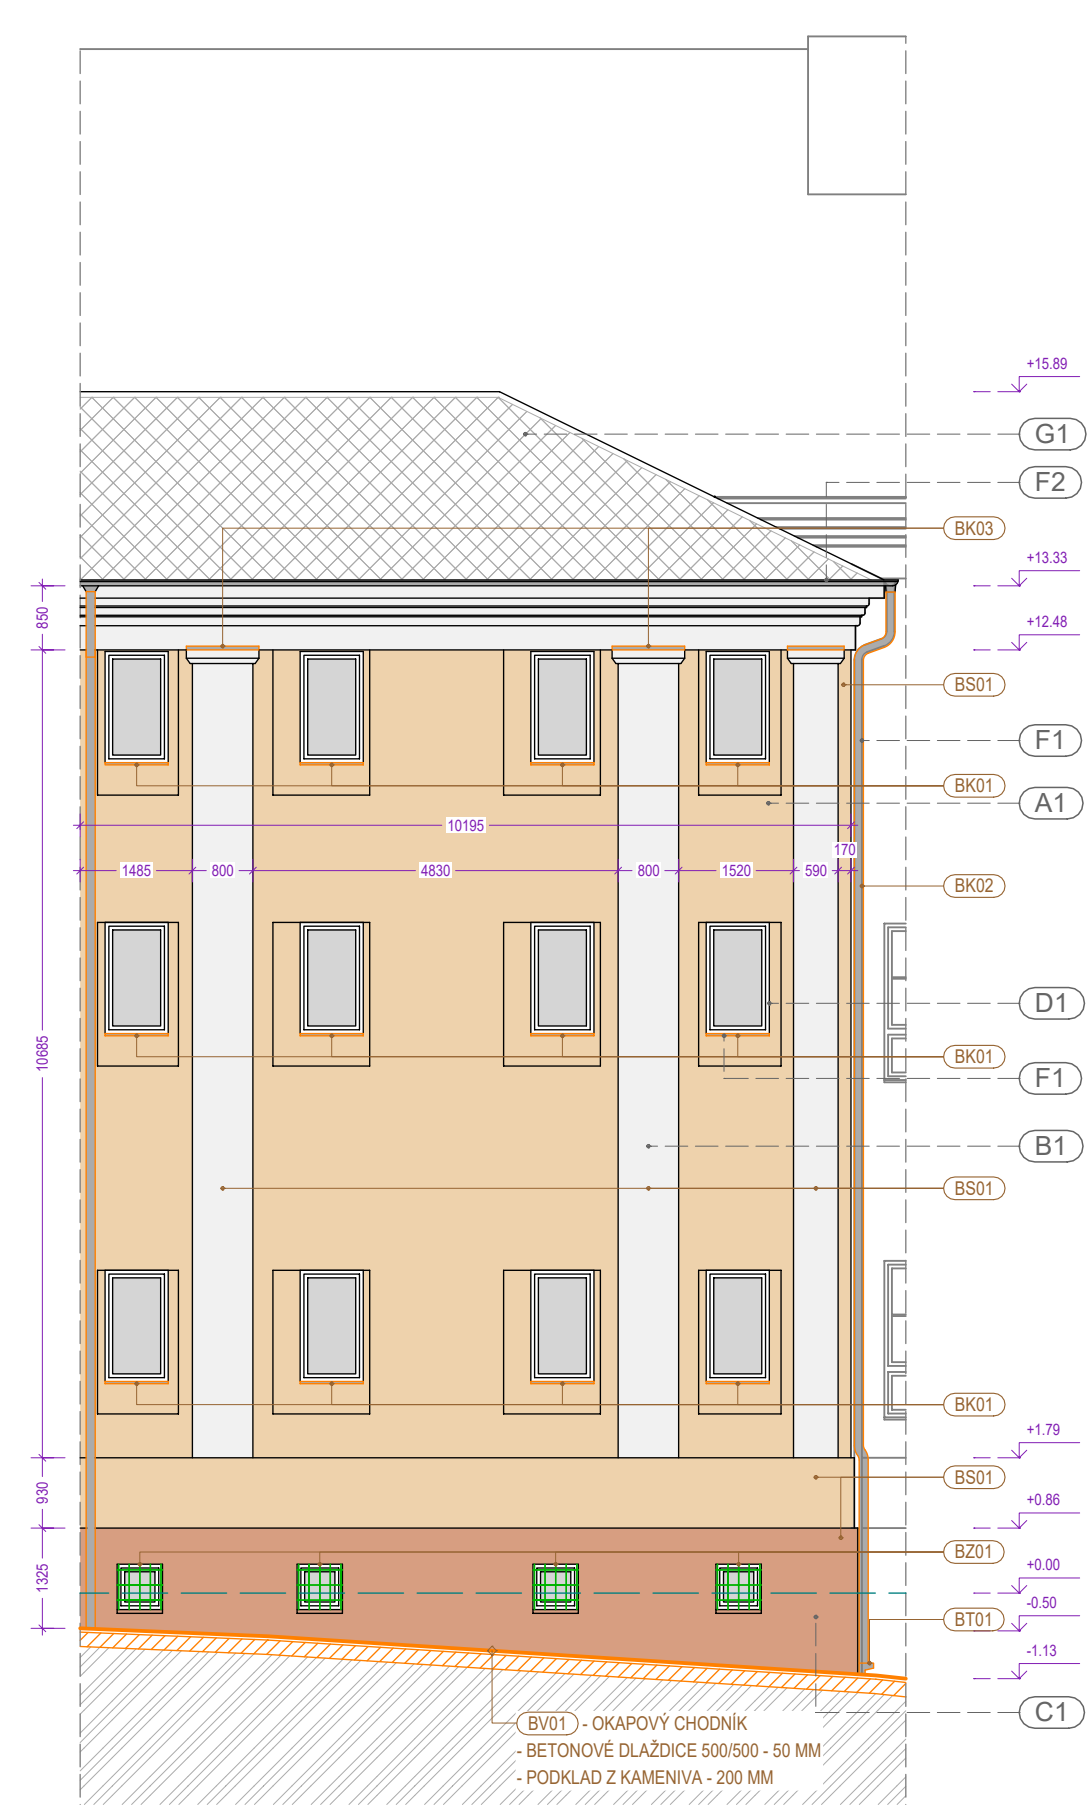 +15.89
G1
F2
BK03
+13.33
850
+12.48
BS01
F1
BK01
A1
10195
170
1485
800
4830
800
1520
590
BK02
D1
10685
BK01
F1
B1
BS01
BK01
+1.79
BS01
930
+0.86
BZ01
1325
+0.00
-0.50
BT01
-1.13
C1
BV01 - OKAPOVÝ CHODNÍK
- BETONOVÉ DLAŽDICE 500/500 - 50 MM
- PODKLAD Z KAMENIVA - 200 MM